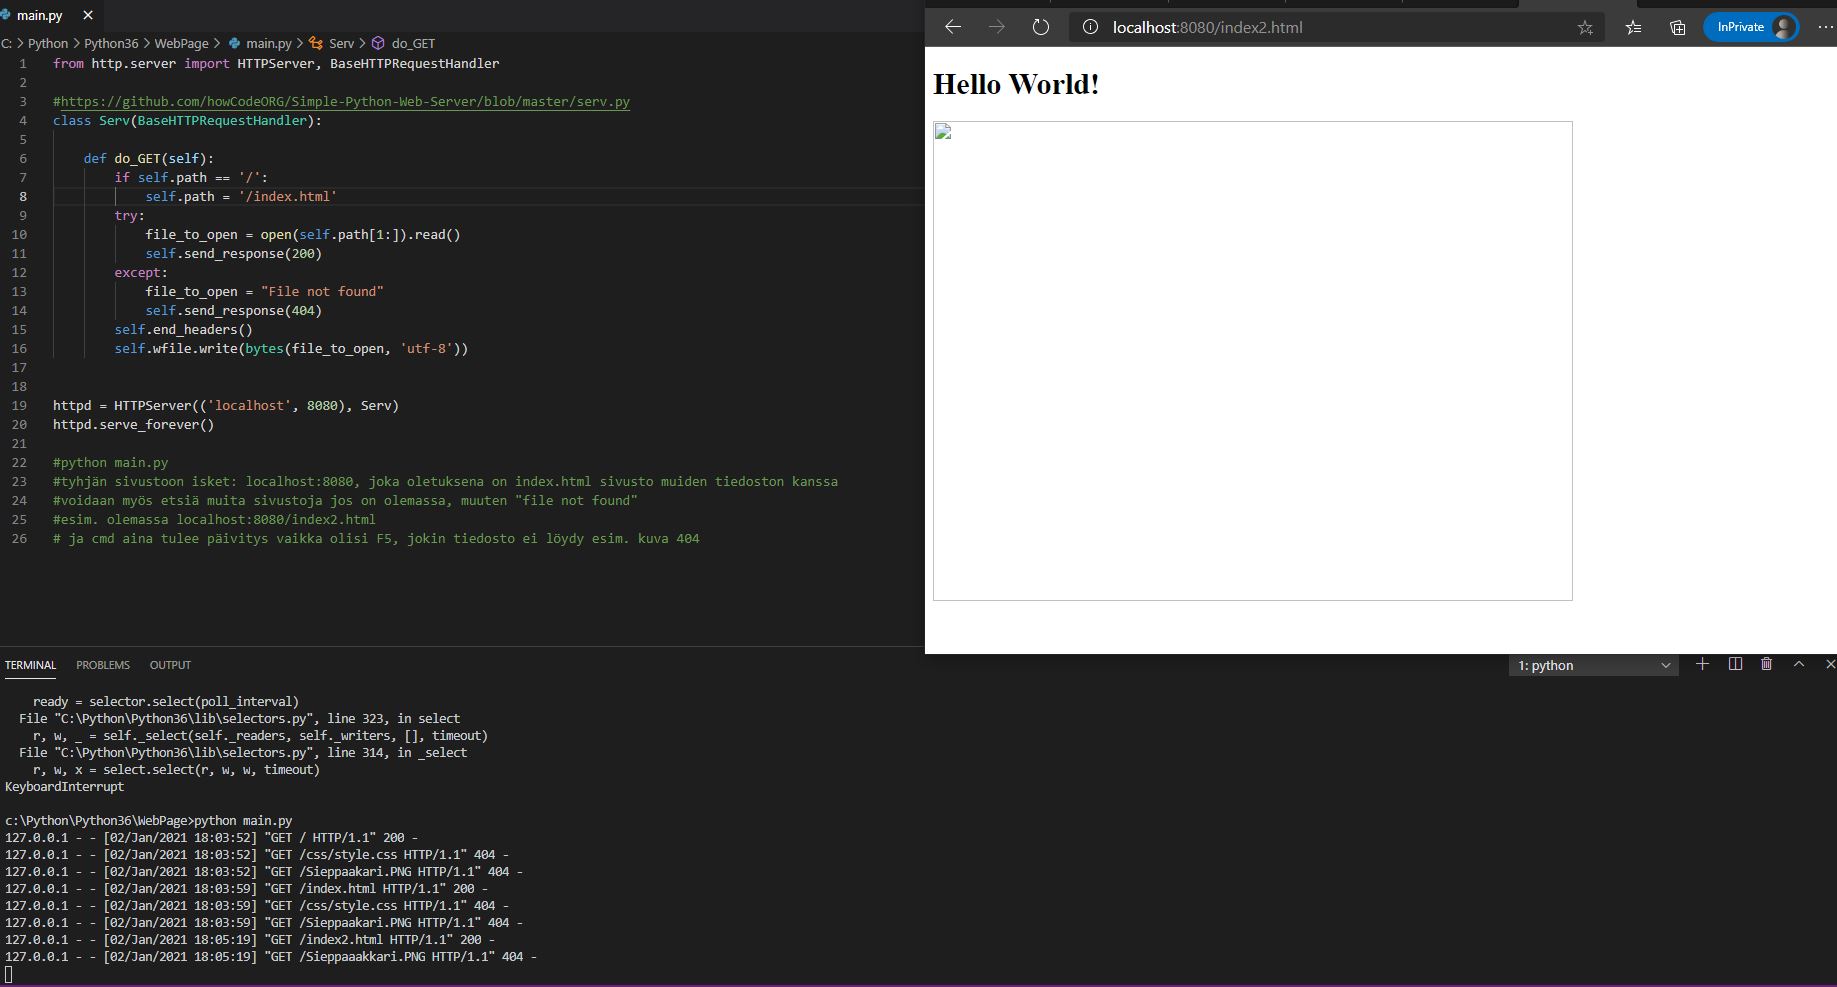 main.py
C: > Python > Python36 > WebPage > main.py > Serv > do_GET
1 from http.server import HTTPServer, BaseHTTPRequestHandler
2
3 #https://github.com/howCodeORG/Simple-Python-Web-Server/blob/master/serv.py
4 class Serv(BaseHTTPRequestHandler):
5
6     def do_GET(self):
7         if self.path == '/':
8             self.path = '/index.html'
9         try:
10             file_to_open = open(self.path[1:]).read()
11             self.send_response(200)
12         except:
13             file_to_open = "File not found"
14             self.send_response(404)
15         self.end_headers()
16         self.wfile.write(bytes(file_to_open, 'utf-8'))
17
18
19 httpd = HTTPServer(('localhost', 8080), Serv)
20 httpd.serve_forever()
21
22 #python main.py
23 #tyhjän sivustoon isket: localhost:8080, joka oletuksena on index.html sivusto muiden tiedoston kanssa
24 #voidaan myös etsiä muita sivustoja jos on olemassa, muuten "file not found"
25 #esim. olemassa localhost:8080/index2.html
26 # ja cmd aina tulee päivitys vaikka olisi F5, jokin tiedosto ei löydy esim. kuva 404
localhost:8080/index2.html
InPrivate
Hello World!
TERMINAL PROBLEMS OUTPUT
1: python
    ready = selector.select(poll_interval)
  File "C:\Python\Python36\lib\selectors.py", line 323, in select
    r, w, _ = self._select(self._readers, self._writers, [], timeout)
  File "C:\Python\Python36\lib\selectors.py", line 314, in _select
    r, w, x = select.select(r, w, w, timeout)
KeyboardInterrupt
c:\Python\Python36\WebPage>python main.py
127.0.0.1 - - [02/Jan/2021 18:03:52] "GET / HTTP/1.1" 200 -
127.0.0.1 - - [02/Jan/2021 18:03:52] "GET /css/style.css HTTP/1.1" 404 -
127.0.0.1 - - [02/Jan/2021 18:03:52] "GET /Sieppaakari.PNG HTTP/1.1" 404 -
127.0.0.1 - - [02/Jan/2021 18:03:59] "GET /index.html HTTP/1.1" 200 -
127.0.0.1 - - [02/Jan/2021 18:03:59] "GET /css/style.css HTTP/1.1" 404 -
127.0.0.1 - - [02/Jan/2021 18:03:59] "GET /Sieppaakari.PNG HTTP/1.1" 404 -
127.0.0.1 - - [02/Jan/2021 18:05:19] "GET /index2.html HTTP/1.1" 200 -
127.0.0.1 - - [02/Jan/2021 18:05:19] "GET /Sieppaaakkari.PNG HTTP/1.1" 404 -